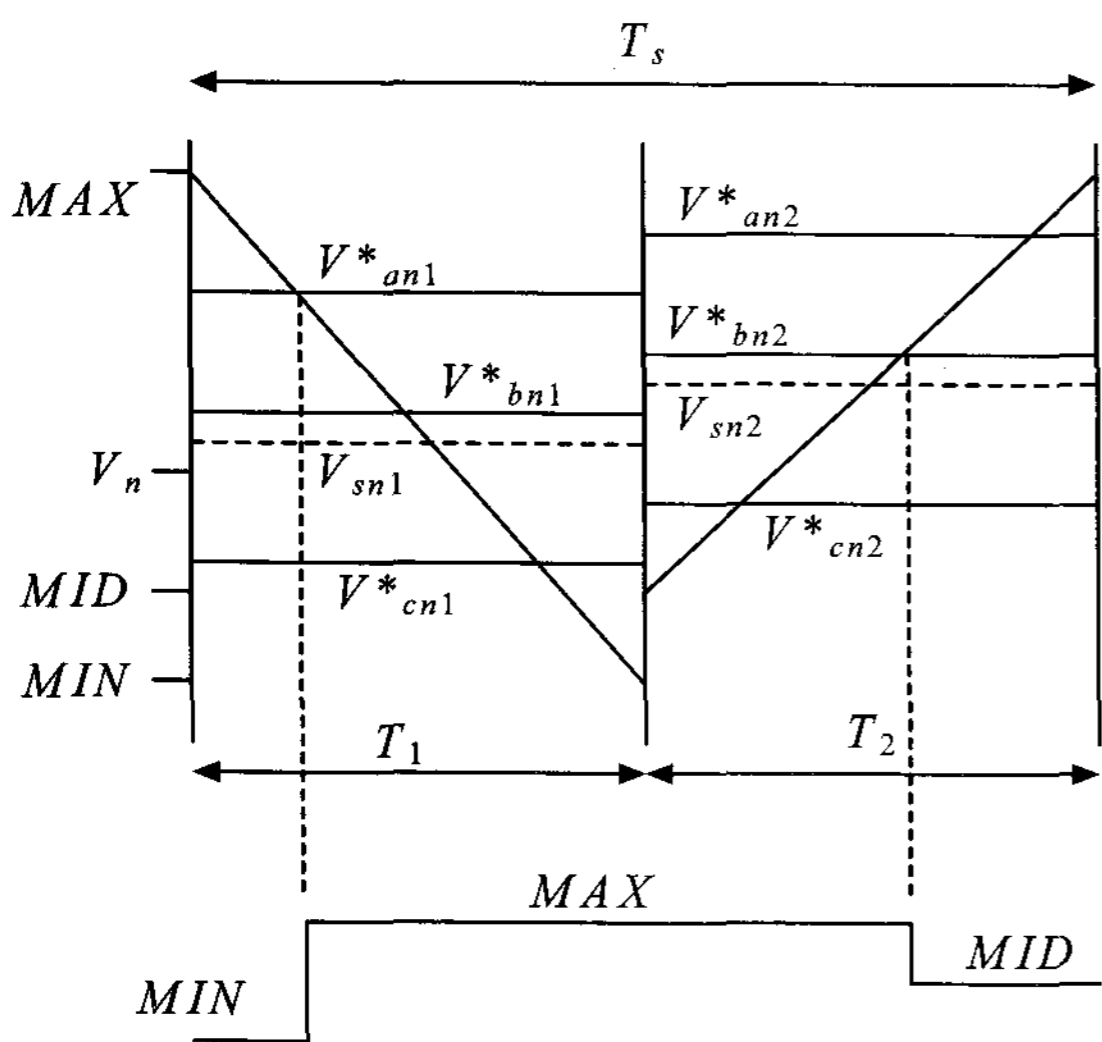 T_s
MAX
V*_an1
V*_an2
V*_bn1
V*_bn2
V_sn1
V_sn2
V_n
V*_cn1
V*_cn2
MID
MIN
T_1
T_2
MAX
MIN
MID